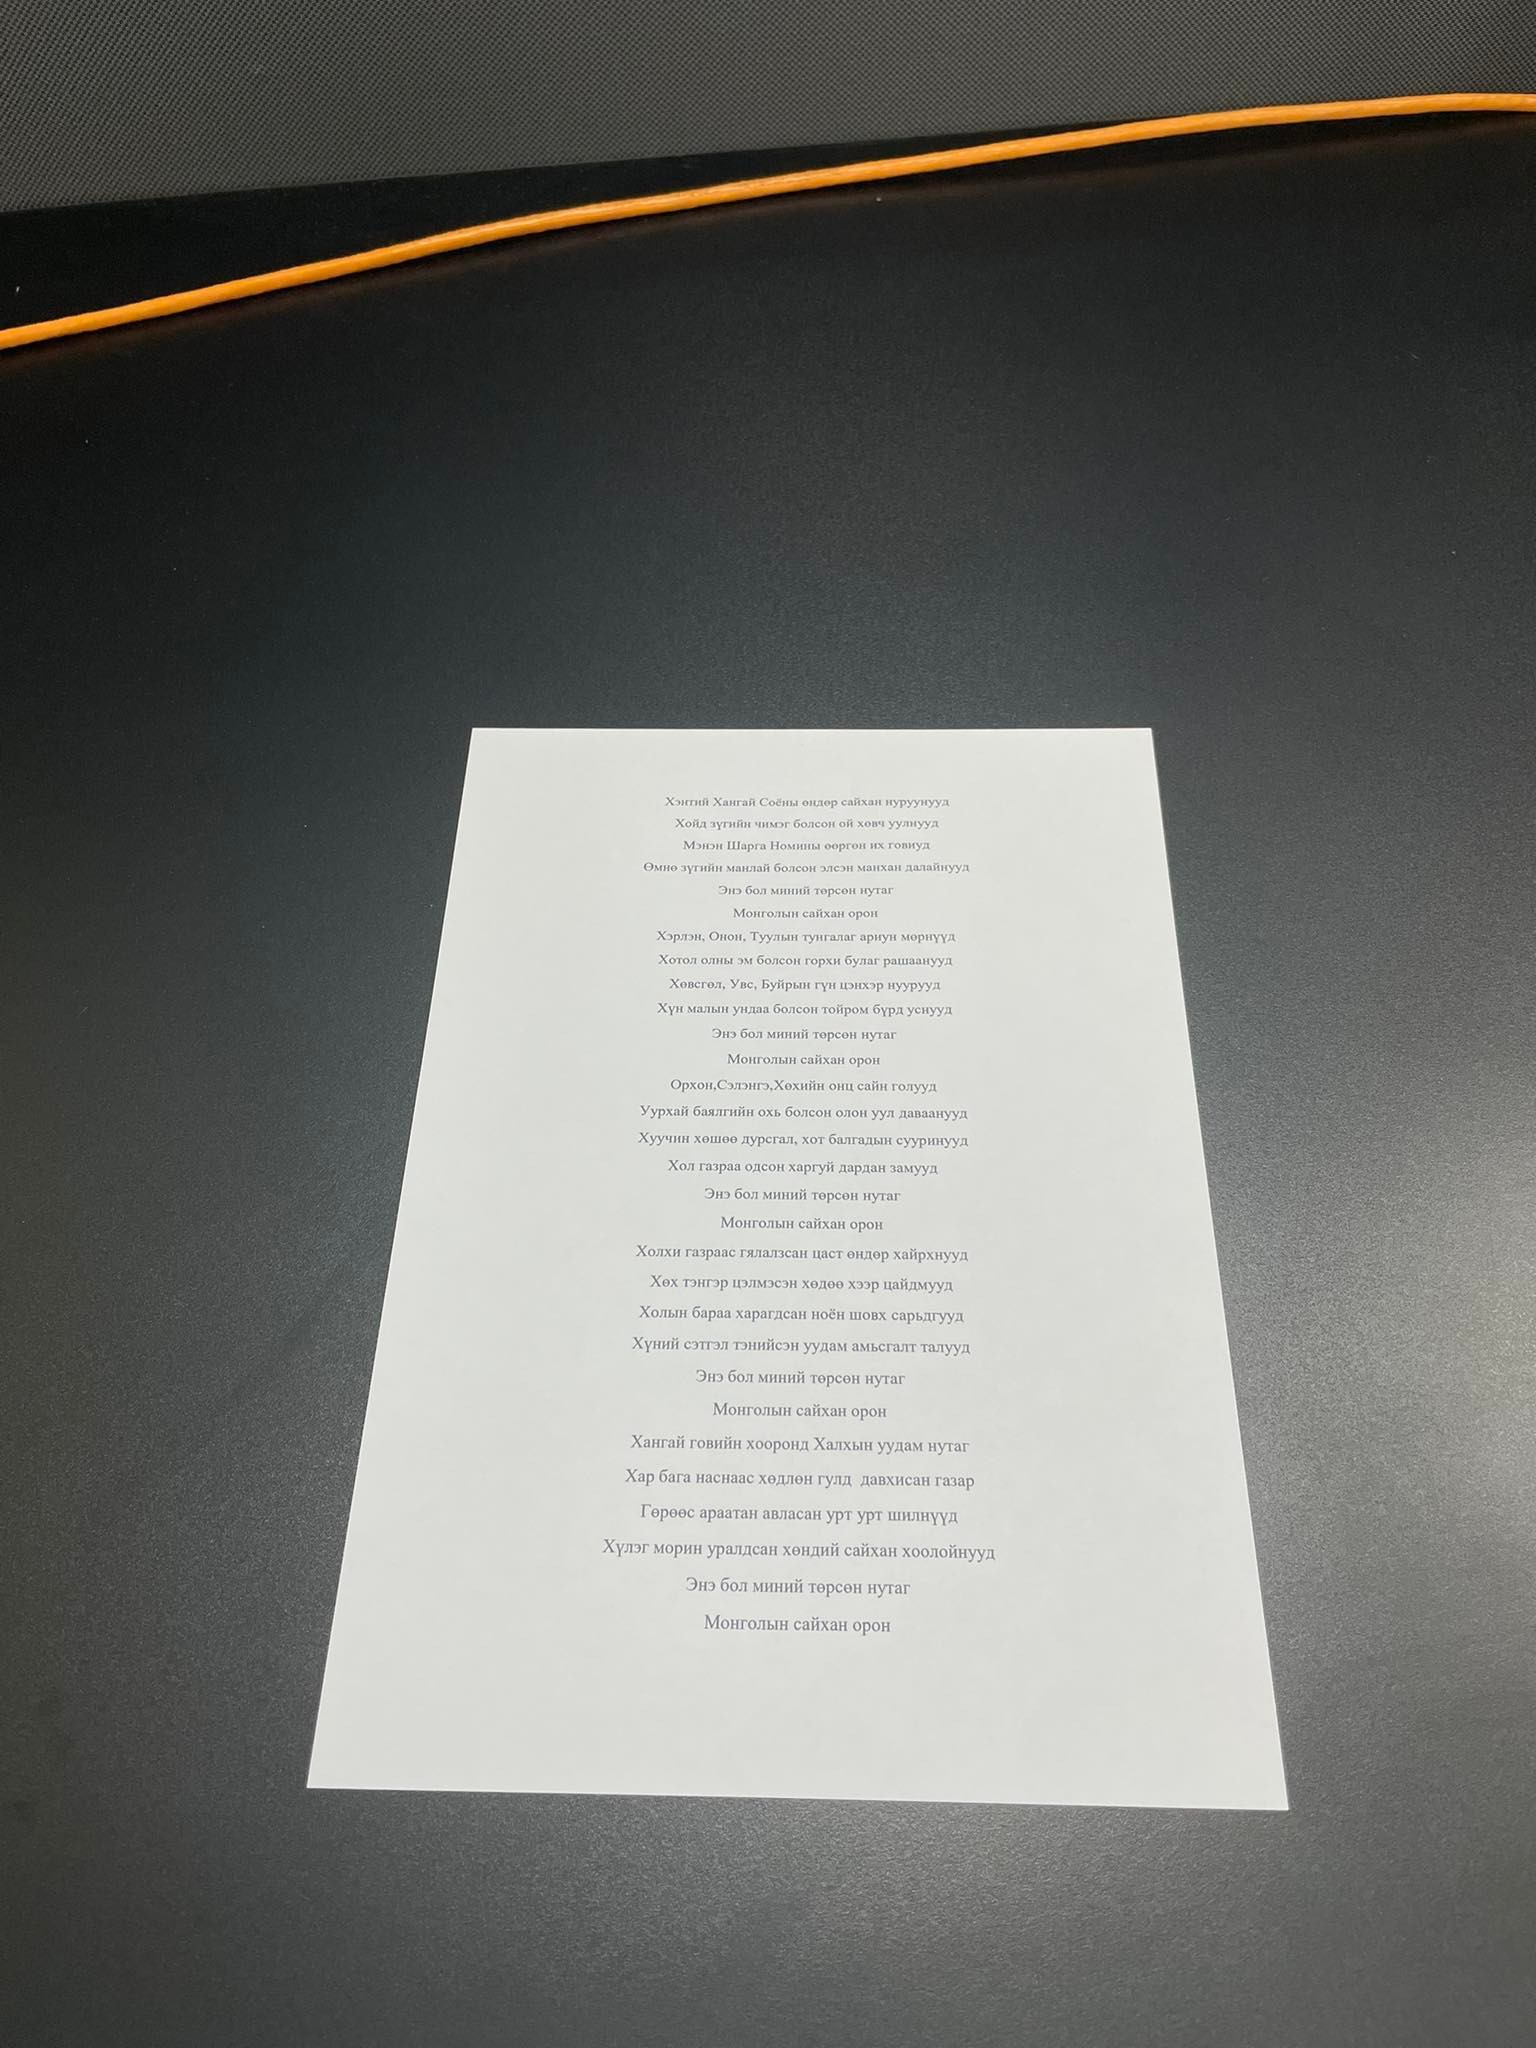 Хэнтий Хангай Соёны өндөр сайхан нуруунууд
Хойд зүгийн чимэг болсон ой хөвч уулнууд
Мэнэн Шарга Номины өөргөн их говиуд
Өмнө зүгийн манлай болсон элсэн манхан далайнууд
Энэ бол миний төрсөн нутаг
Монголын сайхан орон
Хэрлэн, Онон, Туулын тунгалаг ариун мөрнүүд
Хотол олны эм болсон горхи булаг рашаанууд
Хөвсгөл, Увс, Буйрын гүн цэнхэр нуурууд
Хүн малын ундаа болсон тойром бүрд уснууд
Энэ бол миний төрсөн нутаг
Монголын сайхан орон
Орхон,Сэлэнгэ,Хөхийн онц сайн голууд
Уурхай баялгийн охь болсон олон уул даваанууд
Хуучин хөшөө дурсгал, хот балгадын сууринууд
Хол газраа одсон харгуй дардан замууд
Энэ бол миний төрсөн нутаг
Монголын сайхан орон
Холхи газраас гялалзсан цаст өндөр хайрхнууд
Хөх тэнгэр цэлмэсэн хөдөө хээр цайдмууд
Холын бараа харагдсан ноён шовх сарьдгууд
Хүний сэтгэл тэнийсэн уудам амьсгалт талууд
Энэ бол миний төрсөн нутаг
Монголын сайхан орон
Хангай говийн хооронд Халхын уудам нутаг
Хар бага наснаас хөдлөн гулд давхисан газар
Гөрөөс араатан авласан урт урт шилнүүд
Хүлэг морин уралдсан хөндий сайхан хоолойнууд
Энэ бол миний төрсөн нутаг
Монголын сайхан орон